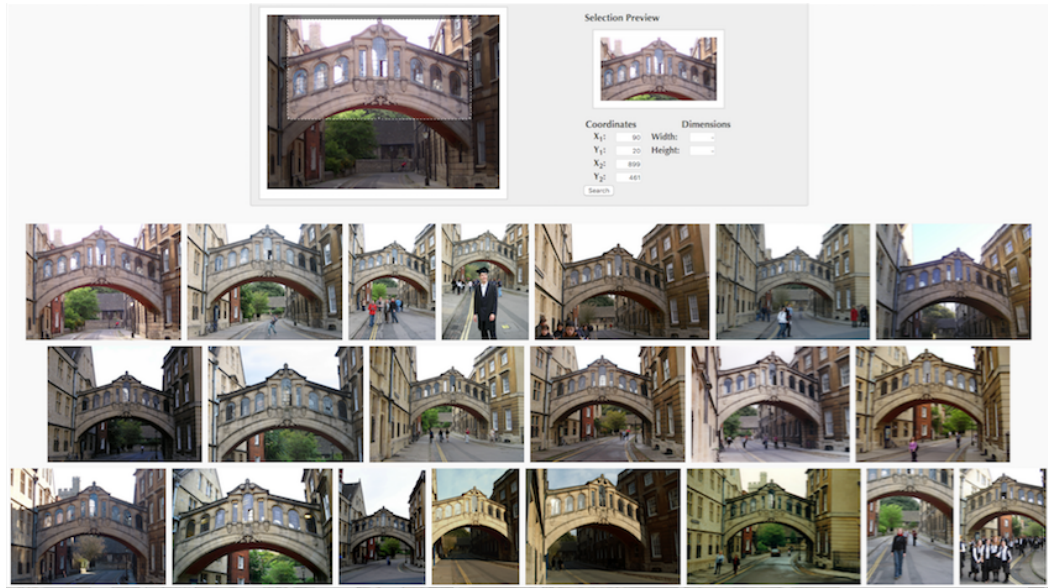 Selection Preview
Coordinates Dimensions
X1: 90 Width: -
Y1: 20 Height: -
X2: 899
Y2: 461
Search